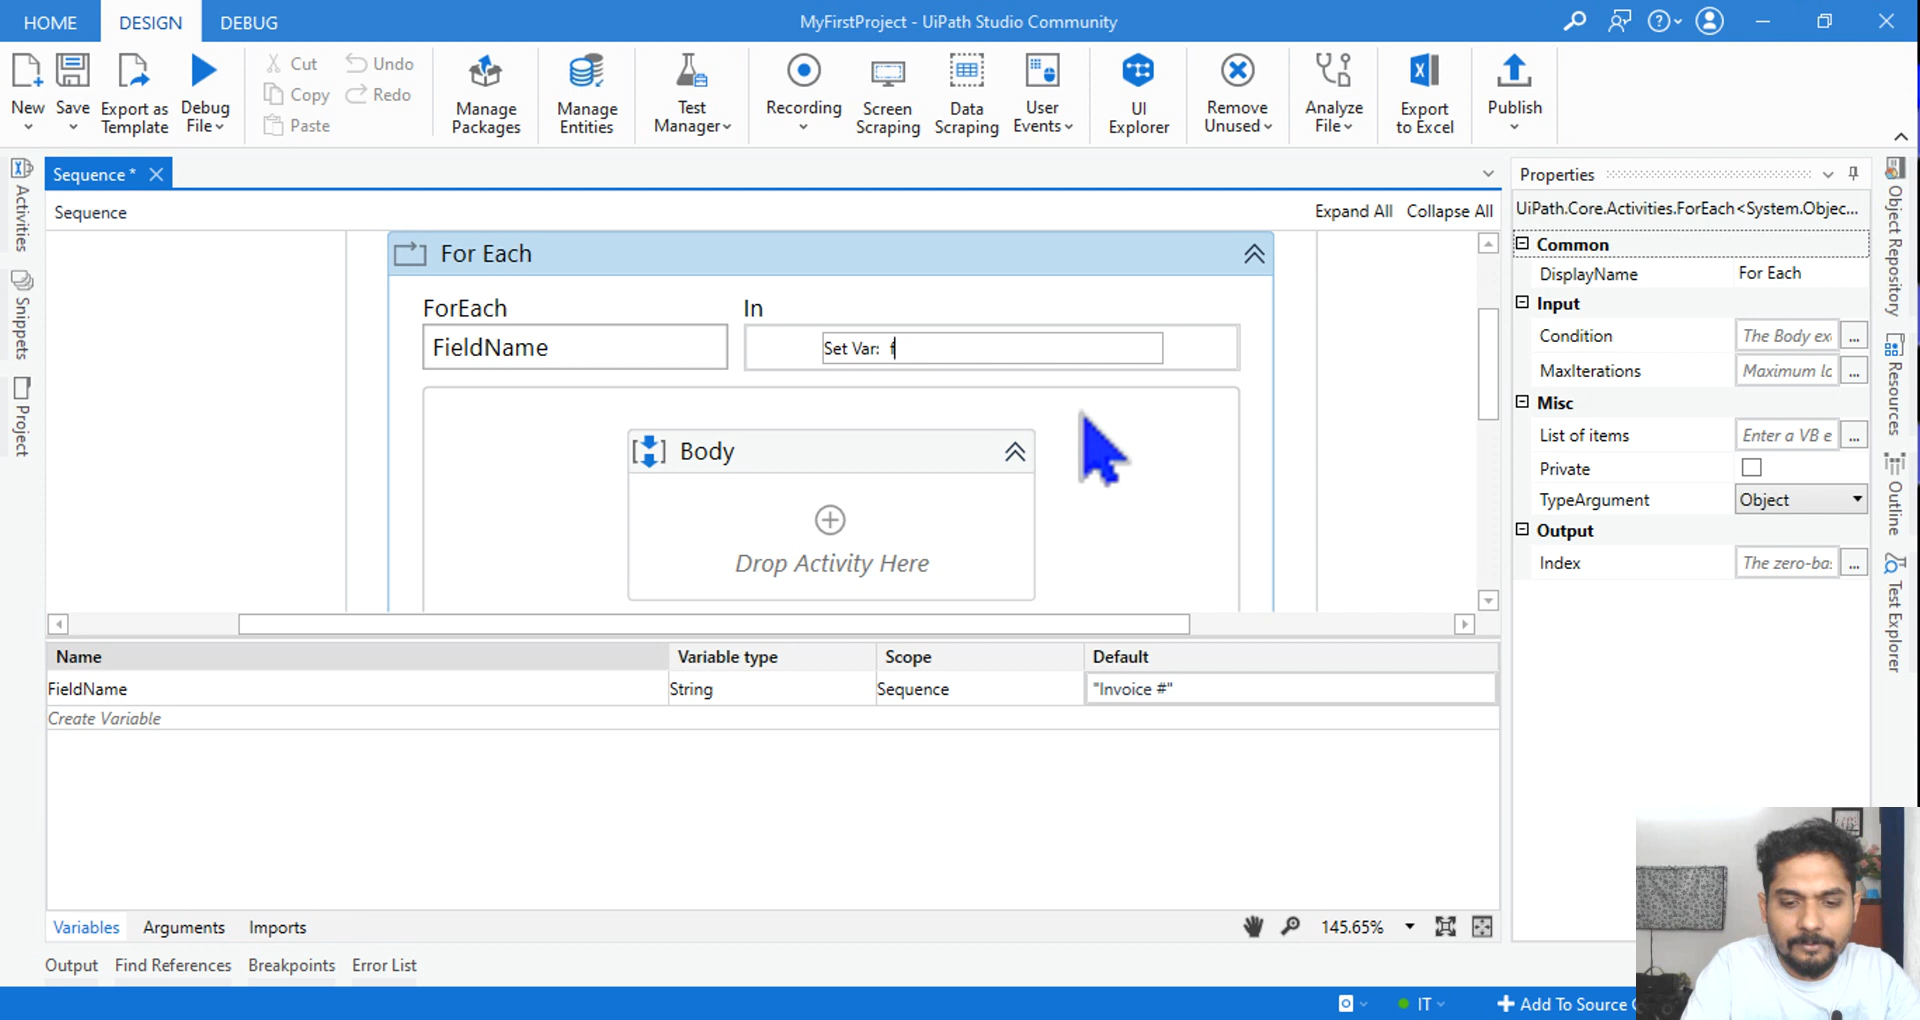 HOME DESIGN DEBUG MyFirstProject - UiPath Studio Community
New Save Export as Template Debug File
Cut Undo
Copy Redo
Paste
Manage Packages Manage Entities Test Manager Recording Screen Scraping Data Scraping User Events UI Explorer Remove Unused Analyze File Export to Excel Publish
Activities
Snippets
Project
Sequence *
Sequence Expand All Collapse All
For Each
ForEach In
FieldName Set Var: f
Body
Drop Activity Here
Name Variable type Scope Default
FieldName String Sequence "Invoice #"
Create Variable
Variables Arguments Imports 145.65%
Output Find References Breakpoints Error List
Properties
UiPath.Core.Activities.ForEach<System.Objec...
Common
DisplayName For Each
Input
Condition The Body ex ...
MaxIterations Maximum lc ...
Misc
List of items Enter a VB e ...
Private
TypeArgument Object
Output
Index The zero-ba: ...
Object Repository
Resources
Outline
Test Explorer
IT Add To Source